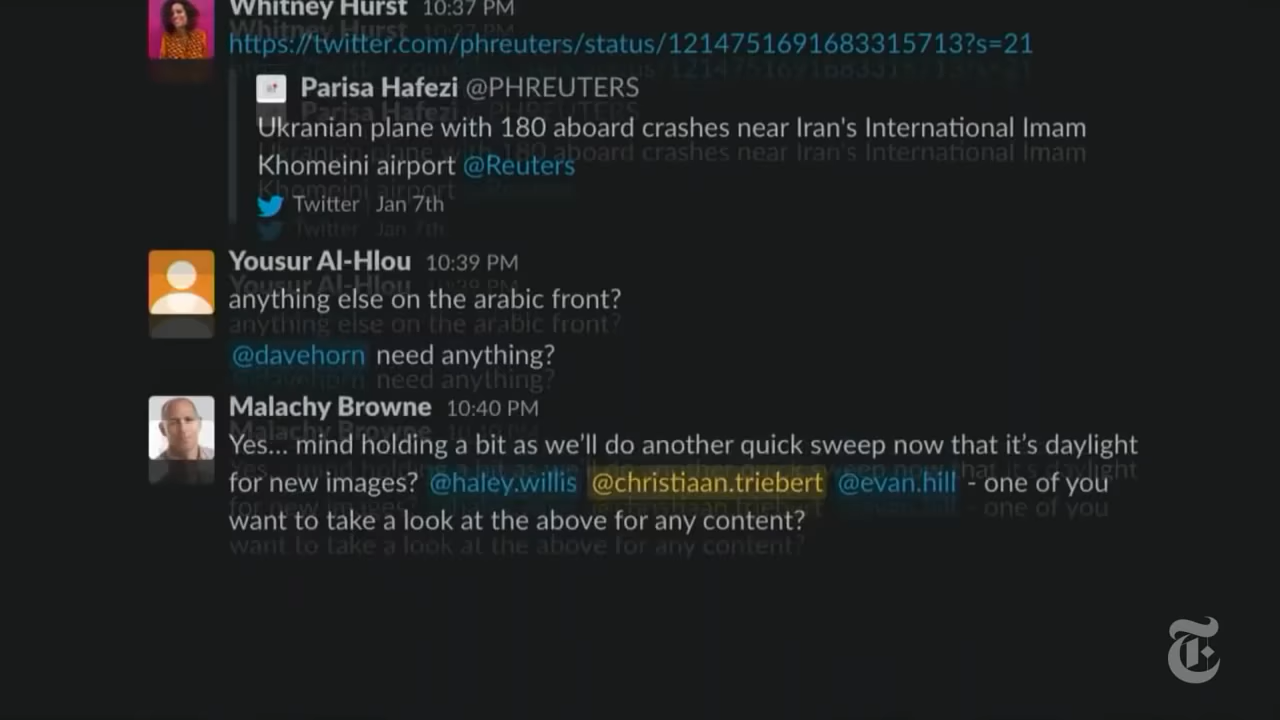 Whitney Hurst 10:37 PM
https://twitter.com/phreuters/status/1214751691683315713?s=21
Parisa Hafezi @PHREUTERS
Ukranian plane with 180 aboard crashes near Iran's International Imam
Khomeini airport @Reuters
Twitter Jan 7th
Yousur Al-Hlou 10:39 PM
anything else on the arabic front?
@davehorn need anything?
Malachy Browne 10:40 PM
Yes... mind holding a bit as we'll do another quick sweep now that it's daylight
for new images? @haley.willis @christiaan.triebert @evan.hill - one of you
want to take a look at the above for any content?
T